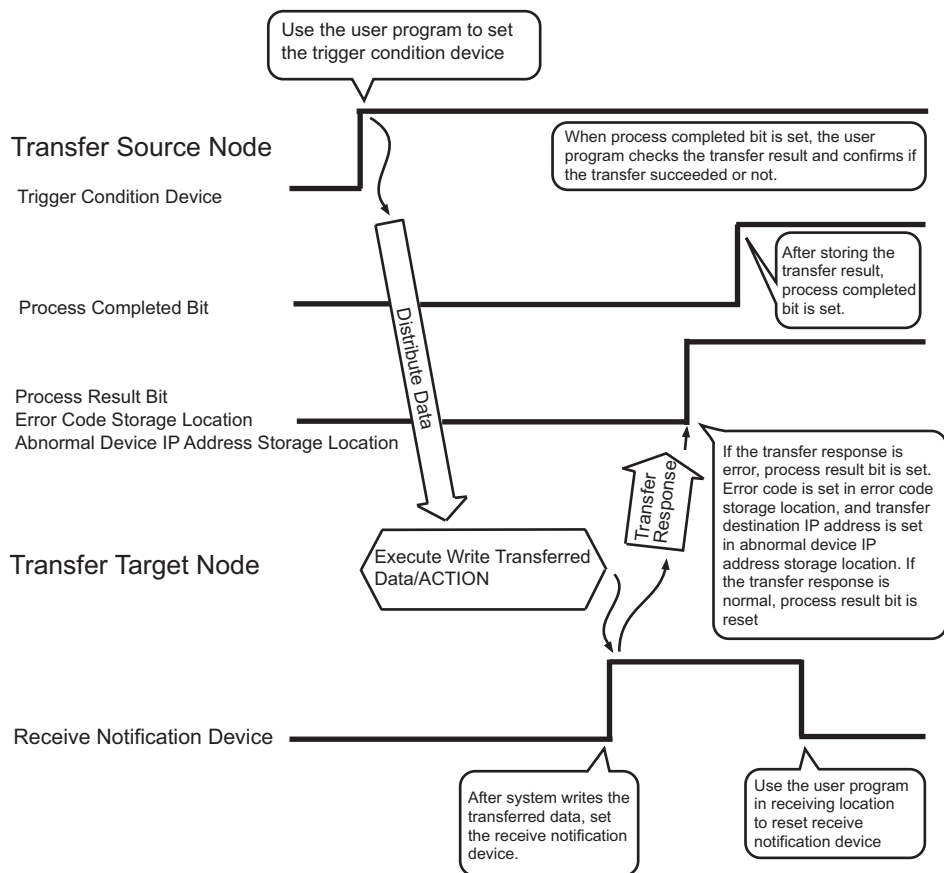 Use the user program to set
the trigger condition device
Transfer Source Node
When process completed bit is set, the user
program checks the transfer result and confirms if
the transfer succeeded or not.
Trigger Condition Device
After storing the
transfer result,
process completed
bit is set.
Process Completed Bit
Distribute Data
Process Result Bit
Error Code Storage Location
Abnormal Device IP Address Storage Location
If the transfer response is
error, process result bit is set.
Error code is set in error code
storage location, and transfer
destination IP address is set
in abnormal device IP
address storage location. If
the transfer response is
normal, process result bit is
reset
Transfer
Response
Transfer Target Node
Execute Write Transferred
Data/ACTION
Receive Notification Device
After system writes the
transferred data, set
the receive notification
device.
Use the user program
in receiving location
to reset receive
notification device